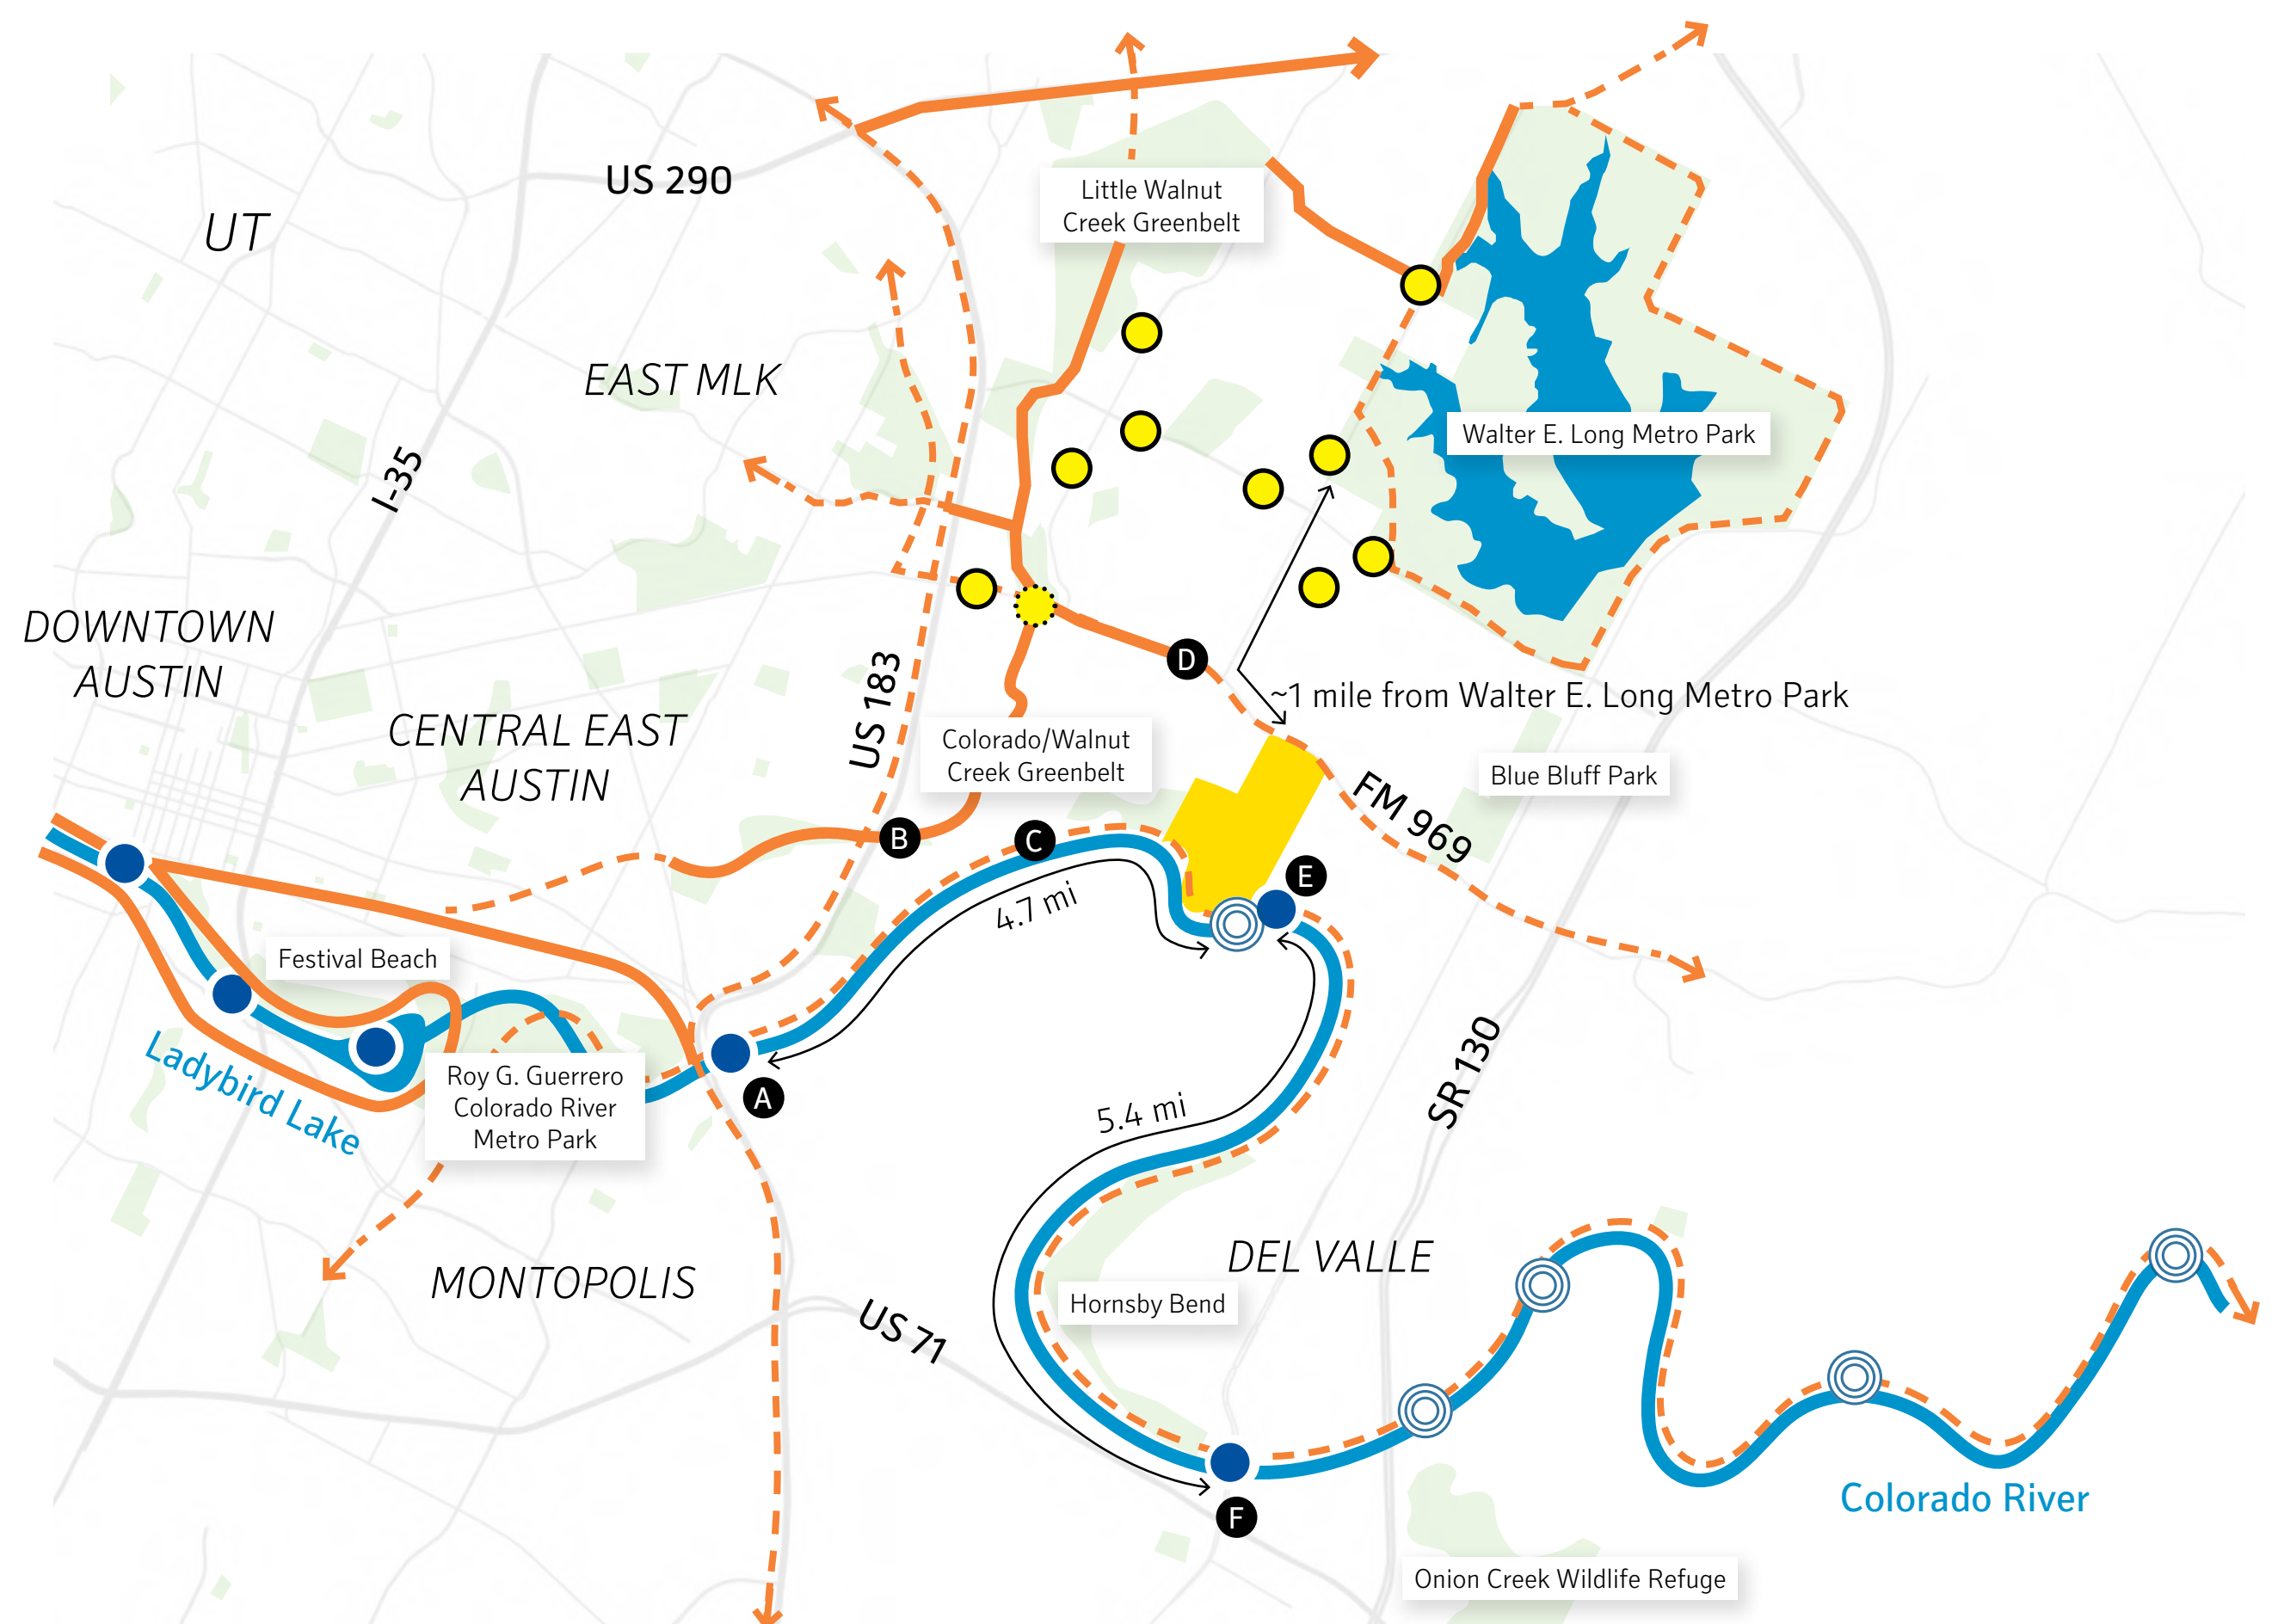 US 290
Little Walnut
Creek Greenbelt
UT
EAST MLK
I-35
Walter E. Long Metro Park
DOWNTOWN
AUSTIN
D
~1 mile from Walter E. Long Metro Park
US 183
CENTRAL EAST
AUSTIN
Colorado/Walnut
Creek Greenbelt
Blue Bluff Park
FM 969
B
C
E
4.7 mi
Festival Beach
Ladybird Lake
Roy G. Guerrero
Colorado River
Metro Park
A
5.4 mi
SR 130
MONTOPOLIS
DEL VALLE
Hornsby Bend
US 71
F
Colorado River
Onion Creek Wildlife Refuge